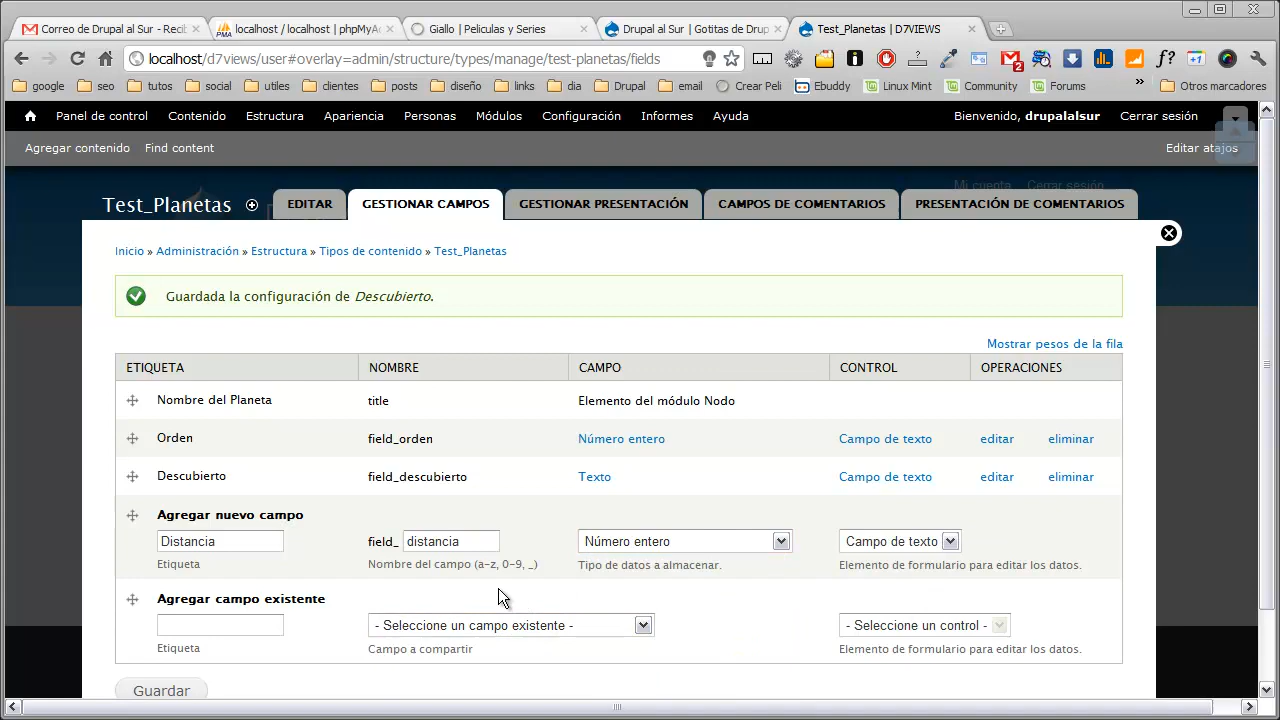 Correo de Drupal al Sur - Recib
localhost / localhost | phpMyAd
Giallo | Peliculas y Series
Drupal al Sur | Gotitas de Drup
Test_Planetas | D7VIEWS
localhost/d7views/user#overlay=admin/structure/types/manage/test-planetas/fields
google seo tutos social utiles clientes posts diseño links dia Drupal email Crear Peli Ebuddy Linux Mint Community Forums » Otros marcadores
Panel de control Contenido Estructura Apariencia Personas Módulos Configuración Informes Ayuda Bienvenido, drupalalsur Cerrar sesión
Agregar contenido Find content Editar atajos
Mi cuenta Cerrar sesión
Test_Planetas EDITAR GESTIONAR CAMPOS GESTIONAR PRESENTACIÓN CAMPOS DE COMENTARIOS PRESENTACIÓN DE COMENTARIOS
Inicio » Administración » Estructura » Tipos de contenido » Test_Planetas
Guardada la configuración de Descubierto.
Mostrar pesos de la fila
ETIQUETA NOMBRE CAMPO CONTROL OPERACIONES
Nombre del Planeta title Elemento del módulo Nodo
Orden field_orden Número entero Campo de texto editar eliminar
Descubierto field_descubierto Texto Campo de texto editar eliminar
Agregar nuevo campo
Distancia field_ distancia Número entero Campo de texto
Etiqueta Nombre del campo (a-z, 0-9, _) Tipo de datos a almacenar. Elemento de formulario para editar los datos.
Agregar campo existente
- Seleccione un campo existente - - Seleccione un control -
Etiqueta Campo a compartir Elemento de formulario para editar los datos.
Guardar